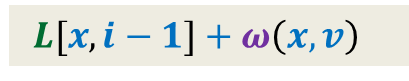 L[x, i − 1] + ω(x, v)